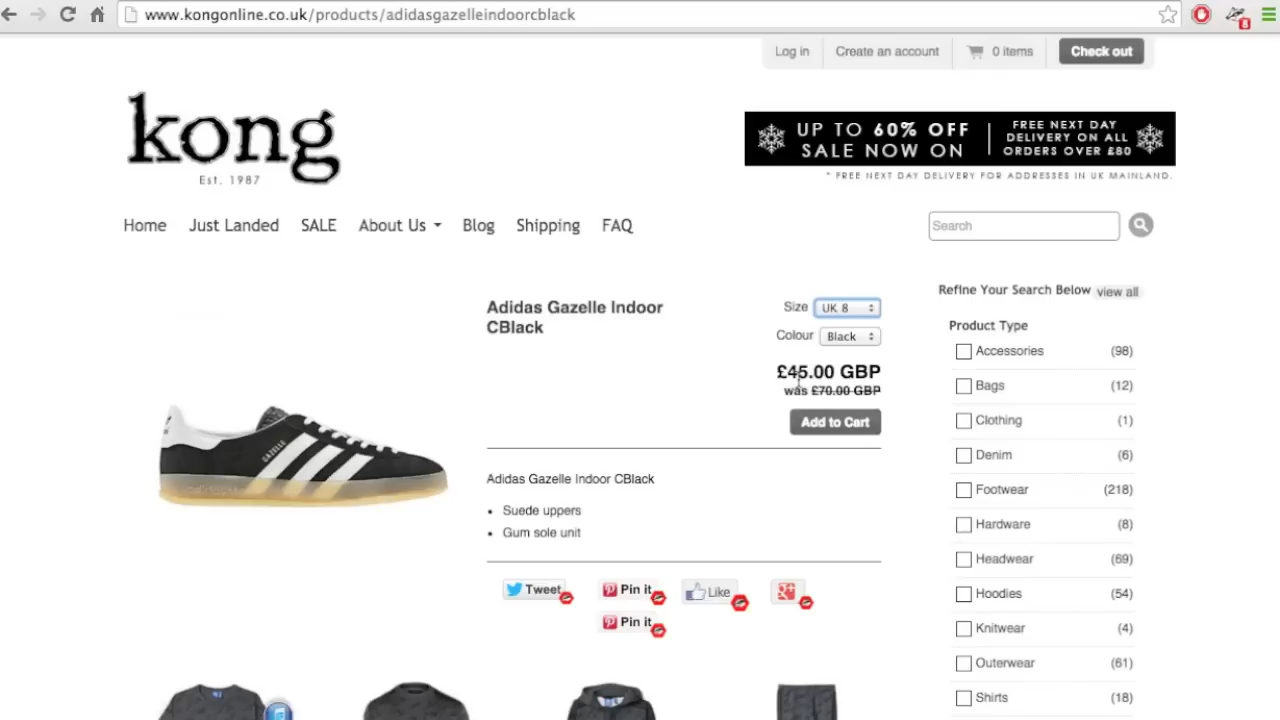 www.kongonline.co.uk/products/adidasgazelleindoorcblack
8
Log in
Create an account
0 items
Check out
kong
Est. 1987
UP TO 60% OFF
SALE NOW ON
FREE NEXT DAY
DELIVERY ON ALL
ORDERS OVER £80
* FREE NEXT DAY DELIVERY FOR ADDRESSES IN UK MAINLAND.
Home
Just Landed
SALE
About Us
Blog
Shipping
FAQ
Search
Adidas Gazelle Indoor
CBlack
Size UK 8
Colour Black
£45.00 GBP
was £70.00 GBP
Add to Cart
GAZELLE
Adidas Gazelle Indoor CBlack
• Suede uppers
• Gum sole unit
Tweet
Pin it
Like
Pin it
Refine Your Search Below view all
Product Type
Accessories (98)
Bags (12)
Clothing (1)
Denim (6)
Footwear (218)
Hardware (8)
Headwear (69)
Hoodies (54)
Knitwear (4)
Outerwear (61)
Shirts (18)